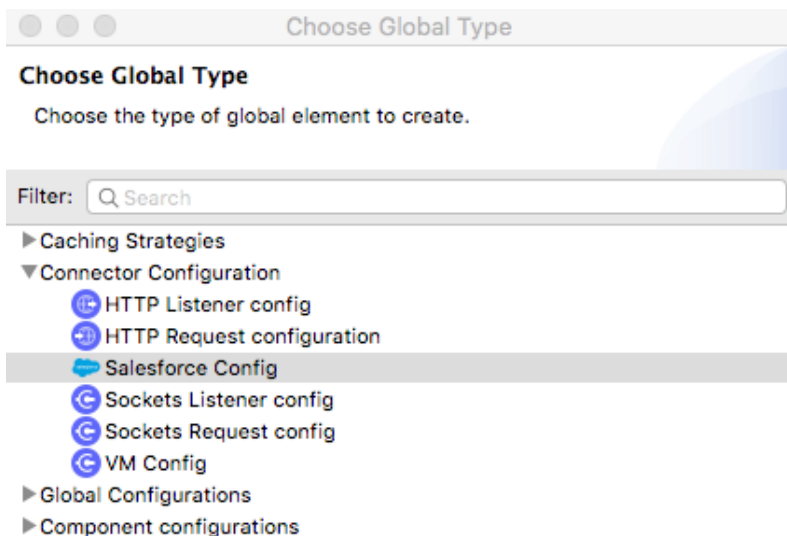 Choose Global Type
Choose Global Type
Choose the type of global element to create.
Filter: Search
Caching Strategies
Connector Configuration
HTTP Listener config
HTTP Request configuration
Salesforce Config
Sockets Listener config
Sockets Request config
VM Config
Global Configurations
Component configurations